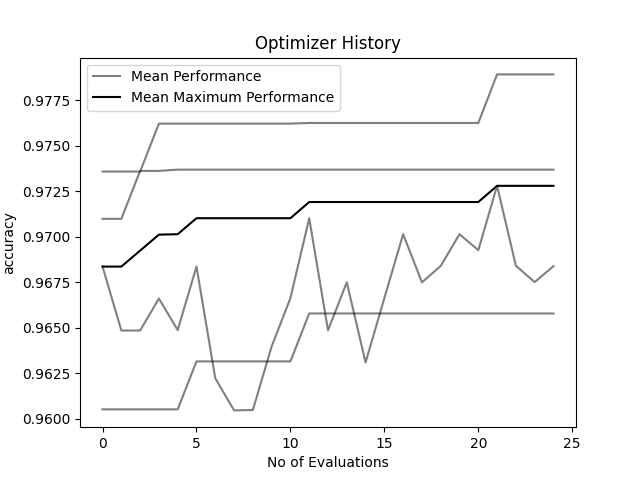 Optimizer History
Mean Performance
Mean Maximum Performance
accuracy
0.9775
0.9750
0.9725
0.9700
0.9675
0.9650
0.9625
0.9600
0 5 10 15 20 25
No of Evaluations